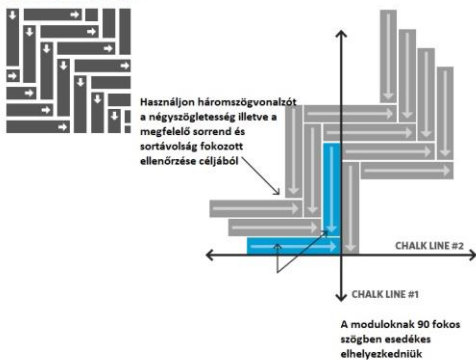 Használjon háromszögvonalzót
a négyszögletesség illetve a
megfelelő sorrend és
sortávolság fokozott
ellenőrzése céljából
CHALK LINE #2
CHALK LINE #1
A moduloknak 90 fokos
szögben esedékes
elhelyezkedniük